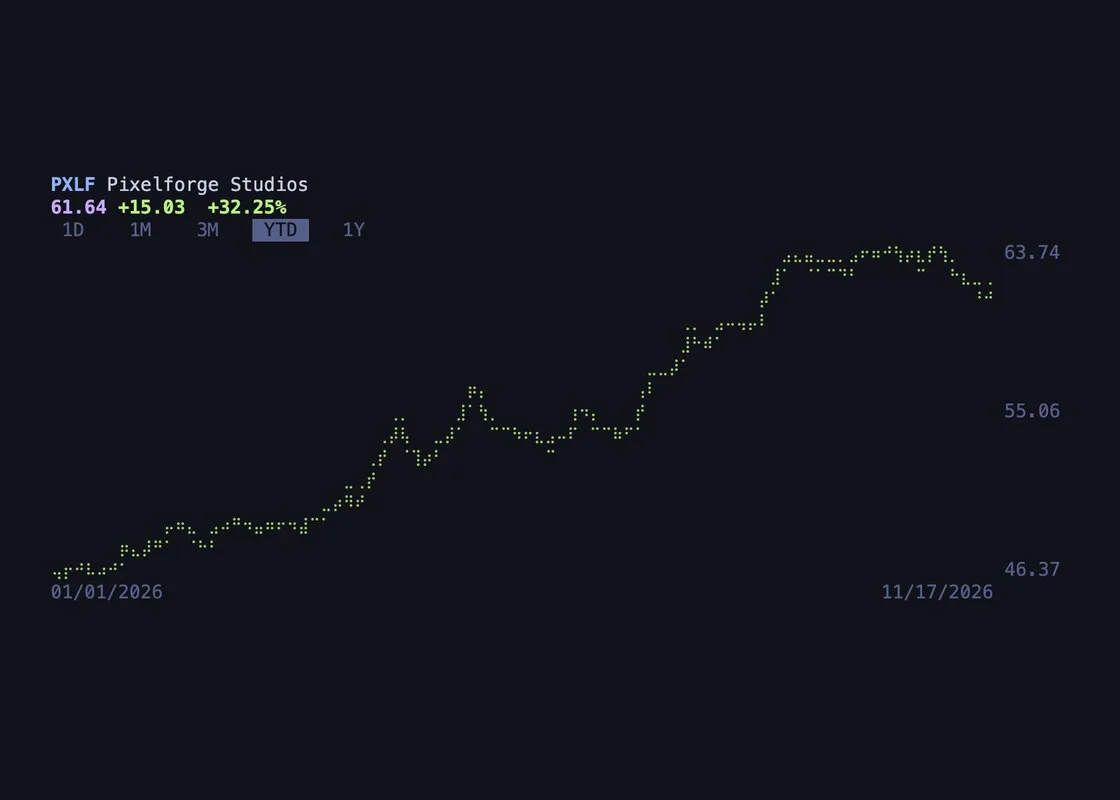 PXLF Pixelforge Studios
61.64 +15.03 +32.25%
1D 1M 3M YTD 1Y
63.74
55.06
46.37
01/01/2026 11/17/2026